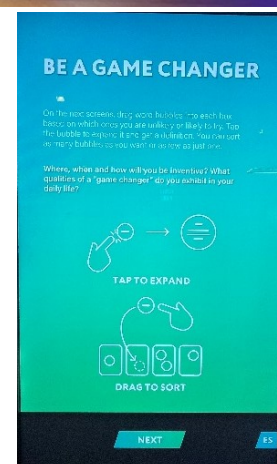 BE A GAME CHANGER
On the next screens, drag word bubbles into each box
based on which ones you are unlikely or likely to try. Tap
the bubble to expand it and get a definition. You can sort
as many bubbles as you want or as few as just one.
Where, when and how will you be inventive? What
qualities of a "game changer" do you exhibit in your
daily life?
TAP TO EXPAND
DRAG TO SORT
NEXT
ES